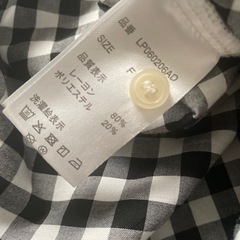 品番 LP060206AD
SIZE F
品質表示
レーヨン 80%
ポリエステル 20%
洗濯絵表示